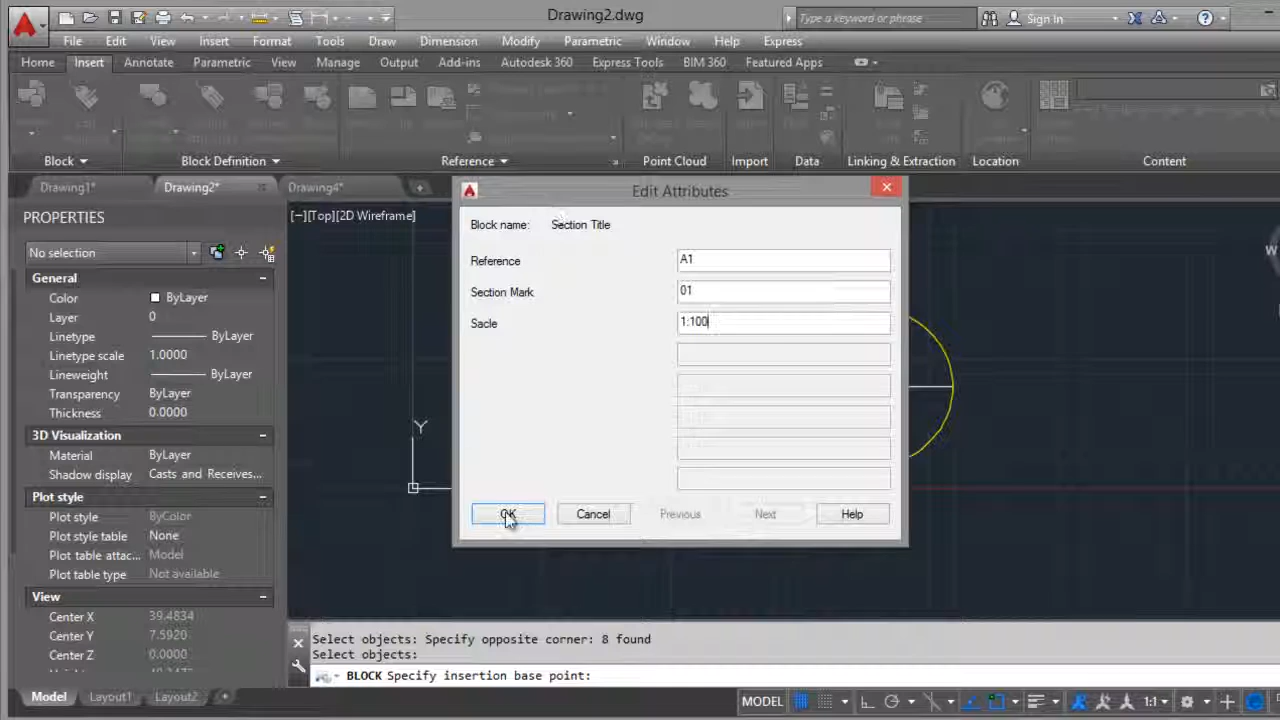 Drawing2.dwg
Type a keyword or phrase
Sign In
File Edit View Insert Format Tools Draw Dimension Modify Parametric Window Help Express
Home Insert Annotate Parametric View Manage Output Add-ins Autodesk 360 Express Tools BIM 360 Featured Apps
Block Block Definition Reference Point Cloud Import Data Linking & Extraction Location Content
Drawing1* Drawing2* Drawing4*
PROPERTIES
No selection
General
Color ByLayer
Layer 0
Linetype ByLayer
Linetype scale 1.0000
Lineweight ByLayer
Transparency ByLayer
Thickness 0.0000
3D Visualization
Material ByLayer
Shadow display Casts and Receives...
Plot style
Plot style ByColor
Plot style table None
Plot table attac... Model
Plot table type Not available
View
Center X 39.4834
Center Y 7.5920
Center Z 0.0000
[−][Top][2D Wireframe]
Y
W
Edit Attributes
Block name: Section Title
Reference A1
Section Mark 01
Sacle 1:100
OK Cancel Previous Next Help
Select objects: Specify opposite corner: 8 found
Select objects:
BLOCK Specify insertion base point:
Model Layout1 Layout2 +
MODEL 1:1